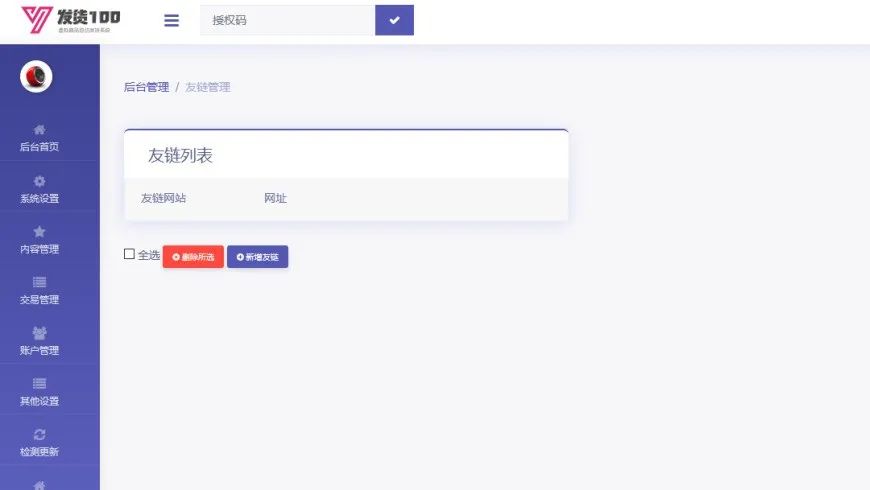 发货100
授权码
后台管理 / 友链管理
后台首页
系统设置
内容管理
交易管理
账户管理
其他设置
检测更新
友链列表
友链网站 网址
全选 删除所选 新增友链